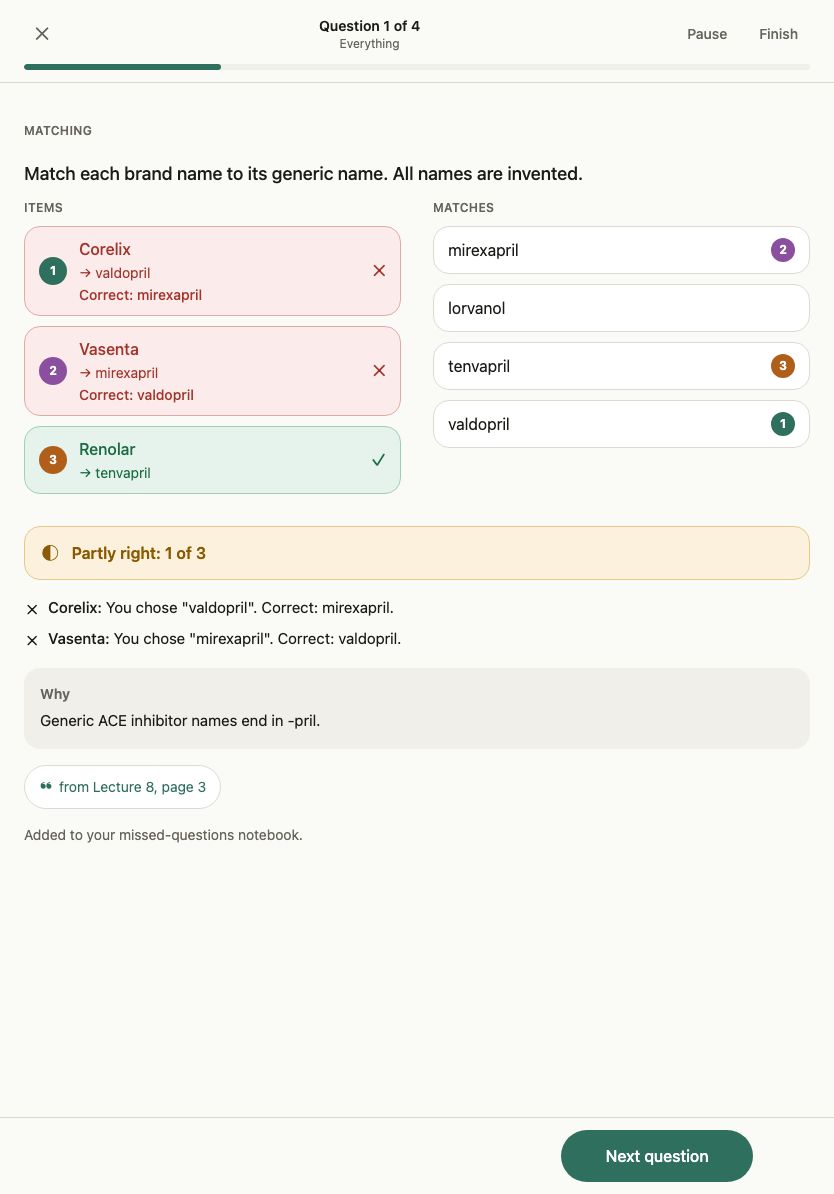 Question 1 of 4
Everything
Pause
Finish
MATCHING
Match each brand name to its generic name. All names are invented.
ITEMS
1
Corelix
→ valdopril
Correct: mirexapril
2
Vasenta
→ mirexapril
Correct: valdopril
3
Renolar
→ tenvapril
MATCHES
mirexapril
2
lorvanol
tenvapril
3
valdopril
1
Partly right: 1 of 3
Corelix: You chose "valdopril". Correct: mirexapril.
Vasenta: You chose "mirexapril". Correct: valdopril.
Why
Generic ACE inhibitor names end in -pril.
❝ from Lecture 8, page 3
Added to your missed-questions notebook.
Next question